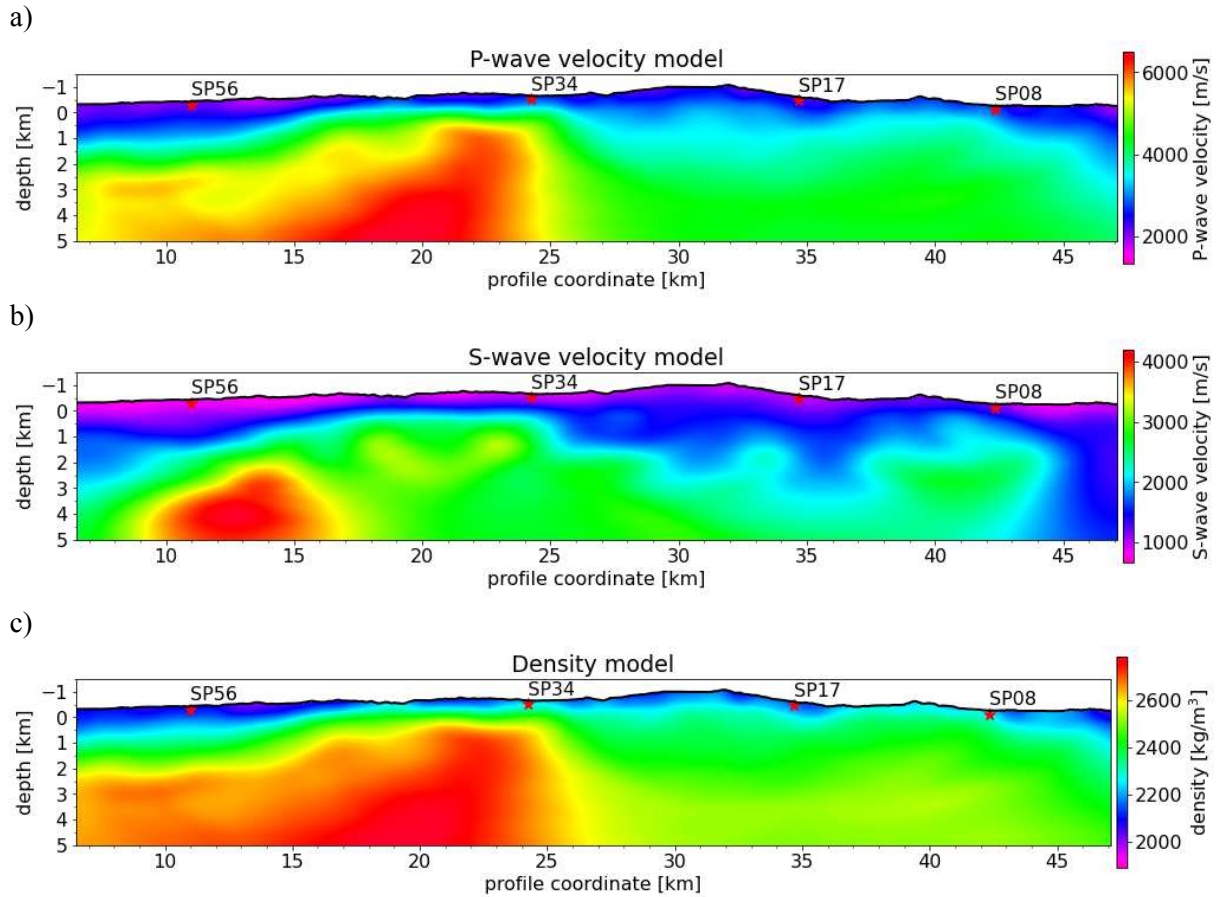 a)
P-wave velocity model
SP56 SP34 SP17 SP08
−1
0
1
2
3
4
5
depth [km]
10 15 20 25 30 35 40 45
profile coordinate [km]
6000
4000
2000
P-wave velocity [m/s]
b)
S-wave velocity model
SP56 SP34 SP17 SP08
−1
0
1
2
3
4
5
depth [km]
10 15 20 25 30 35 40 45
profile coordinate [km]
4000
3000
2000
1000
S-wave velocity [m/s]
c)
Density model
SP56 SP34 SP17 SP08
−1
0
1
2
3
4
5
depth [km]
10 15 20 25 30 35 40 45
profile coordinate [km]
2600
2400
2200
2000
density [kg/m³]